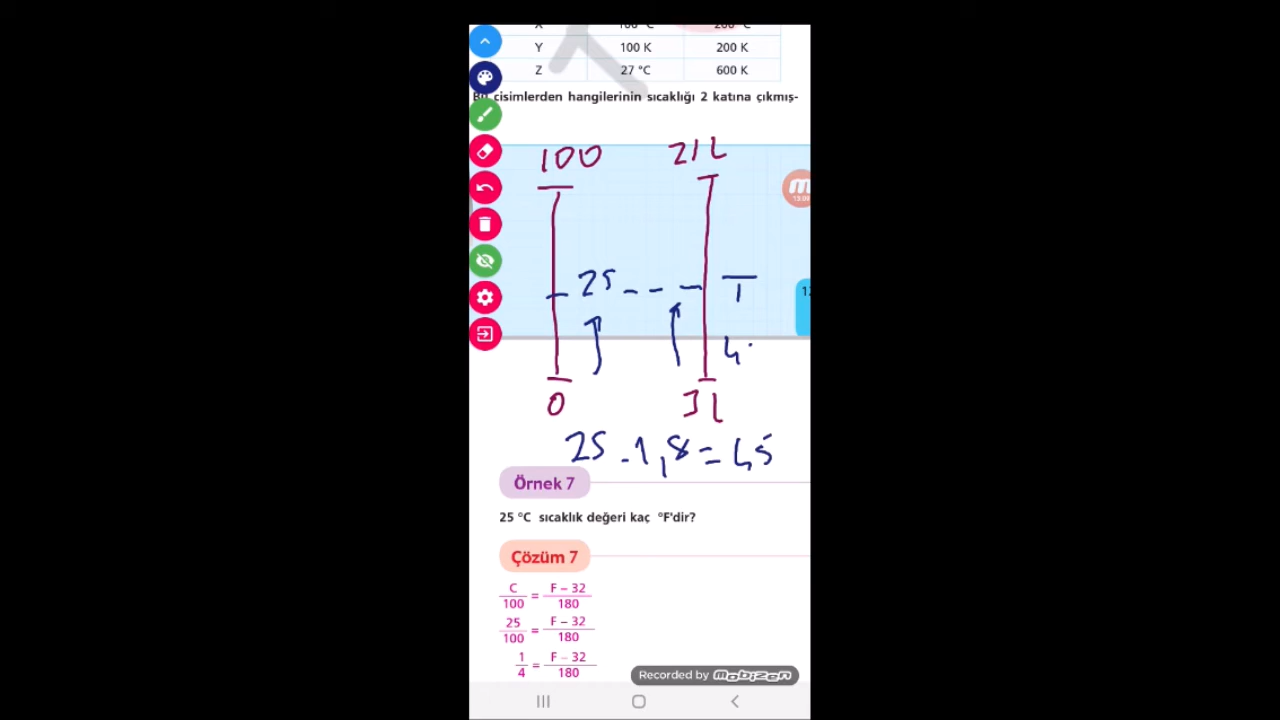 X 100 °C 200 °C
Y 100 K 200 K
Z 27 °C 600 K
Bu cisimlerden hangilerinin sıcaklığı 2 katına çıkmış-
100 212
25
0 32
25 . 1,8 = 45
Örnek 7
25 °C sıcaklık değeri kaç °F'dir?
Çözüm 7
C/100 = F – 32/180
25/100 = F – 32/180
1/4 = F – 32/180
Recorded by mobizen